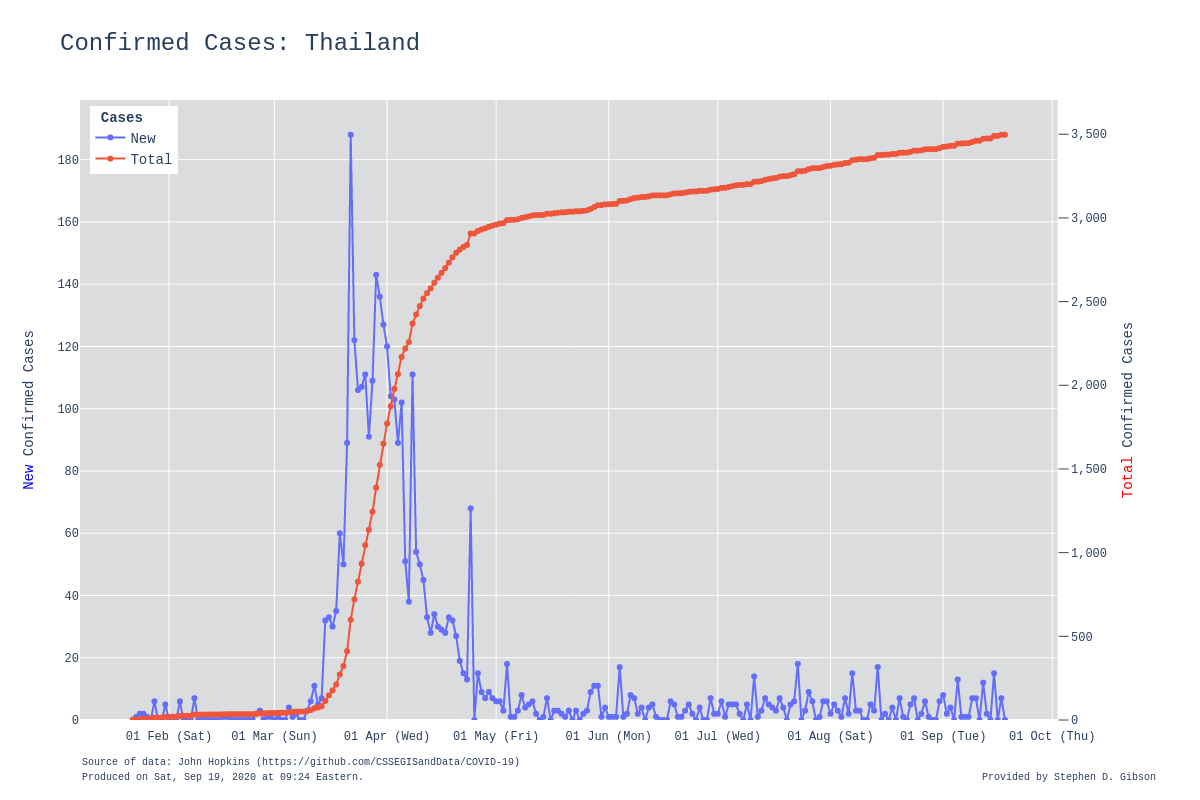 Confirmed Cases: Thailand
Cases
New
Total
180
160
140
120
100
80
60
40
20
0
3,500
3,000
2,500
2,000
1,500
1,000
500
0
New Confirmed Cases
Total Confirmed Cases
01 Feb (Sat) 01 Mar (Sun) 01 Apr (Wed) 01 May (Fri) 01 Jun (Mon) 01 Jul (Wed) 01 Aug (Sat) 01 Sep (Tue) 01 Oct (Thu)
Source of data: John Hopkins (https://github.com/CSSEGISandData/COVID-19)
Produced on Sat, Sep 19, 2020 at 09:24 Eastern.
Provided by Stephen D. Gibson